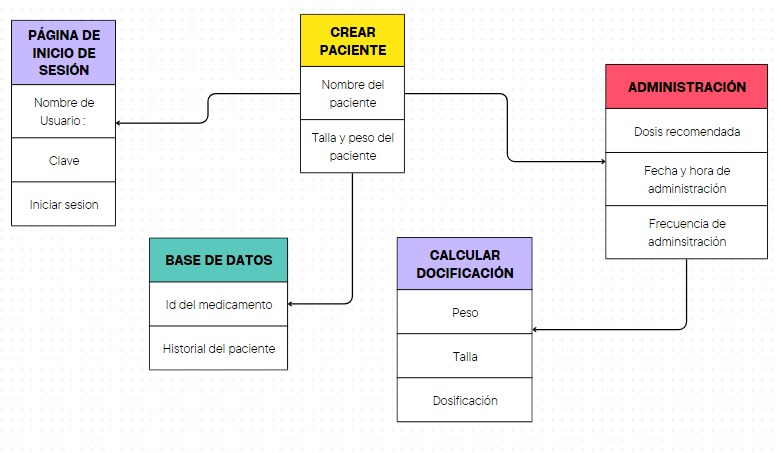 PÁGINA DE
INICIO DE
SESIÓN
Nombre de
Usuario :
Clave
Iniciar sesion
CREAR
PACIENTE
Nombre del
paciente
Talla y peso del
paciente
ADMINISTRACIÓN
Dosis recomendada
Fecha y hora de
administración
Frecuencia de
adminsitración
BASE DE DATOS
Id del medicamento
Historial del paciente
CALCULAR
DOCIFICACIÓN
Peso
Talla
Dosificación